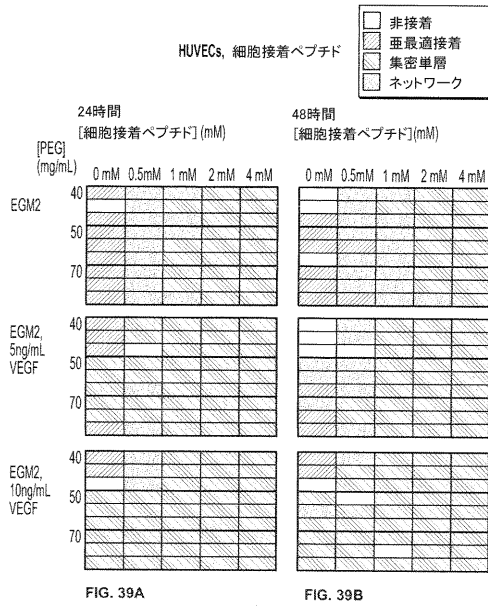 HUVECs, 細胞接着ペプチド
非接着
亜最適接着
集密単層
ネットワーク
24時間
[細胞接着ペプチド] (mM)
48時間
[細胞接着ペプチド](mM)
[PEG]
(mg/mL)
0 mM 0.5mM 1 mM 2 mM 4 mM
0 mM 0.5mM 1 mM 2 mM 4 mM
EGM2
40
50
70
EGM2,
5ng/mL
VEGF
40
50
70
EGM2,
10ng/mL
VEGF
40
50
70
FIG. 39A
FIG. 39B